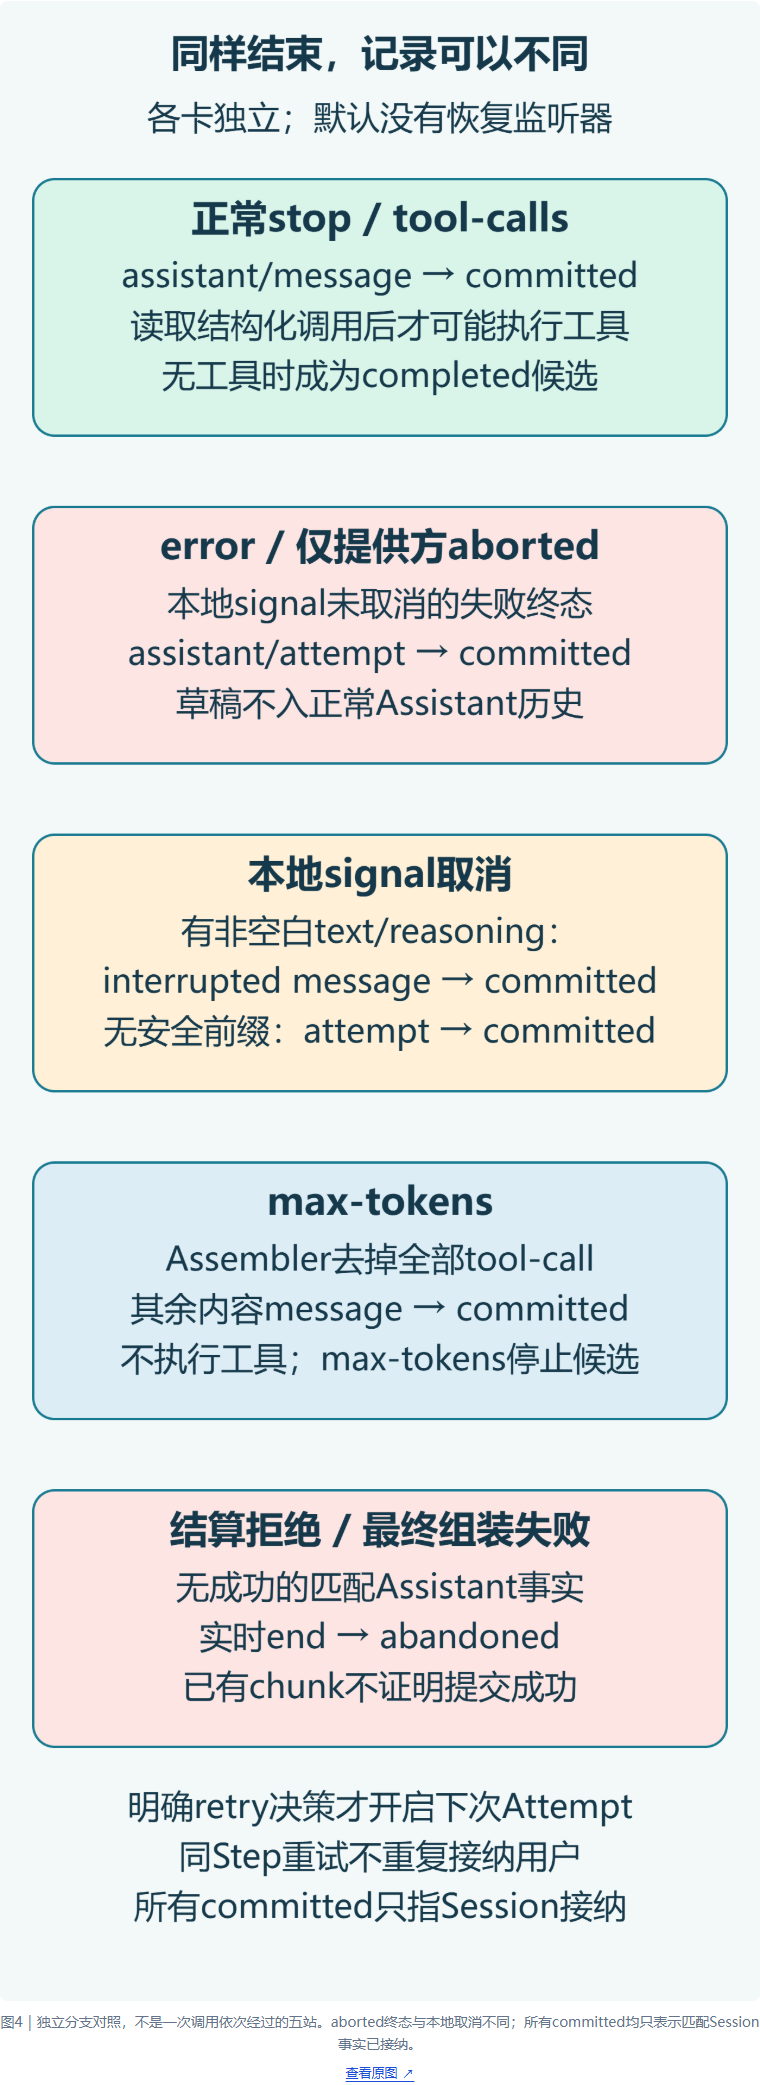 同样结束，记录可以不同
各卡独立；默认没有恢复监听器
正常stop / tool-calls
assistant/message → committed
读取结构化调用后才可能执行工具
无工具时成为completed候选
error / 仅提供方aborted
本地signal未取消的失败终态
assistant/attempt → committed
草稿不入正常Assistant历史
本地signal取消
有非空白text/reasoning：
interrupted message → committed
无安全前缀：attempt → committed
max-tokens
Assembler去掉全部tool-call
其余内容message → committed
不执行工具；max-tokens停止候选
结算拒绝 / 最终组装失败
无成功的匹配Assistant事实
实时end → abandoned
已有chunk不证明提交成功
明确retry决策才开启下次Attempt
同Step重试不重复接纳用户
所有committed只指Session接纳
图4｜独立分支对照，不是一次调用依次经过的五站。aborted终态与本地取消不同；所有committed均只表示匹配Session
事实已接纳。
查看原图 ↗